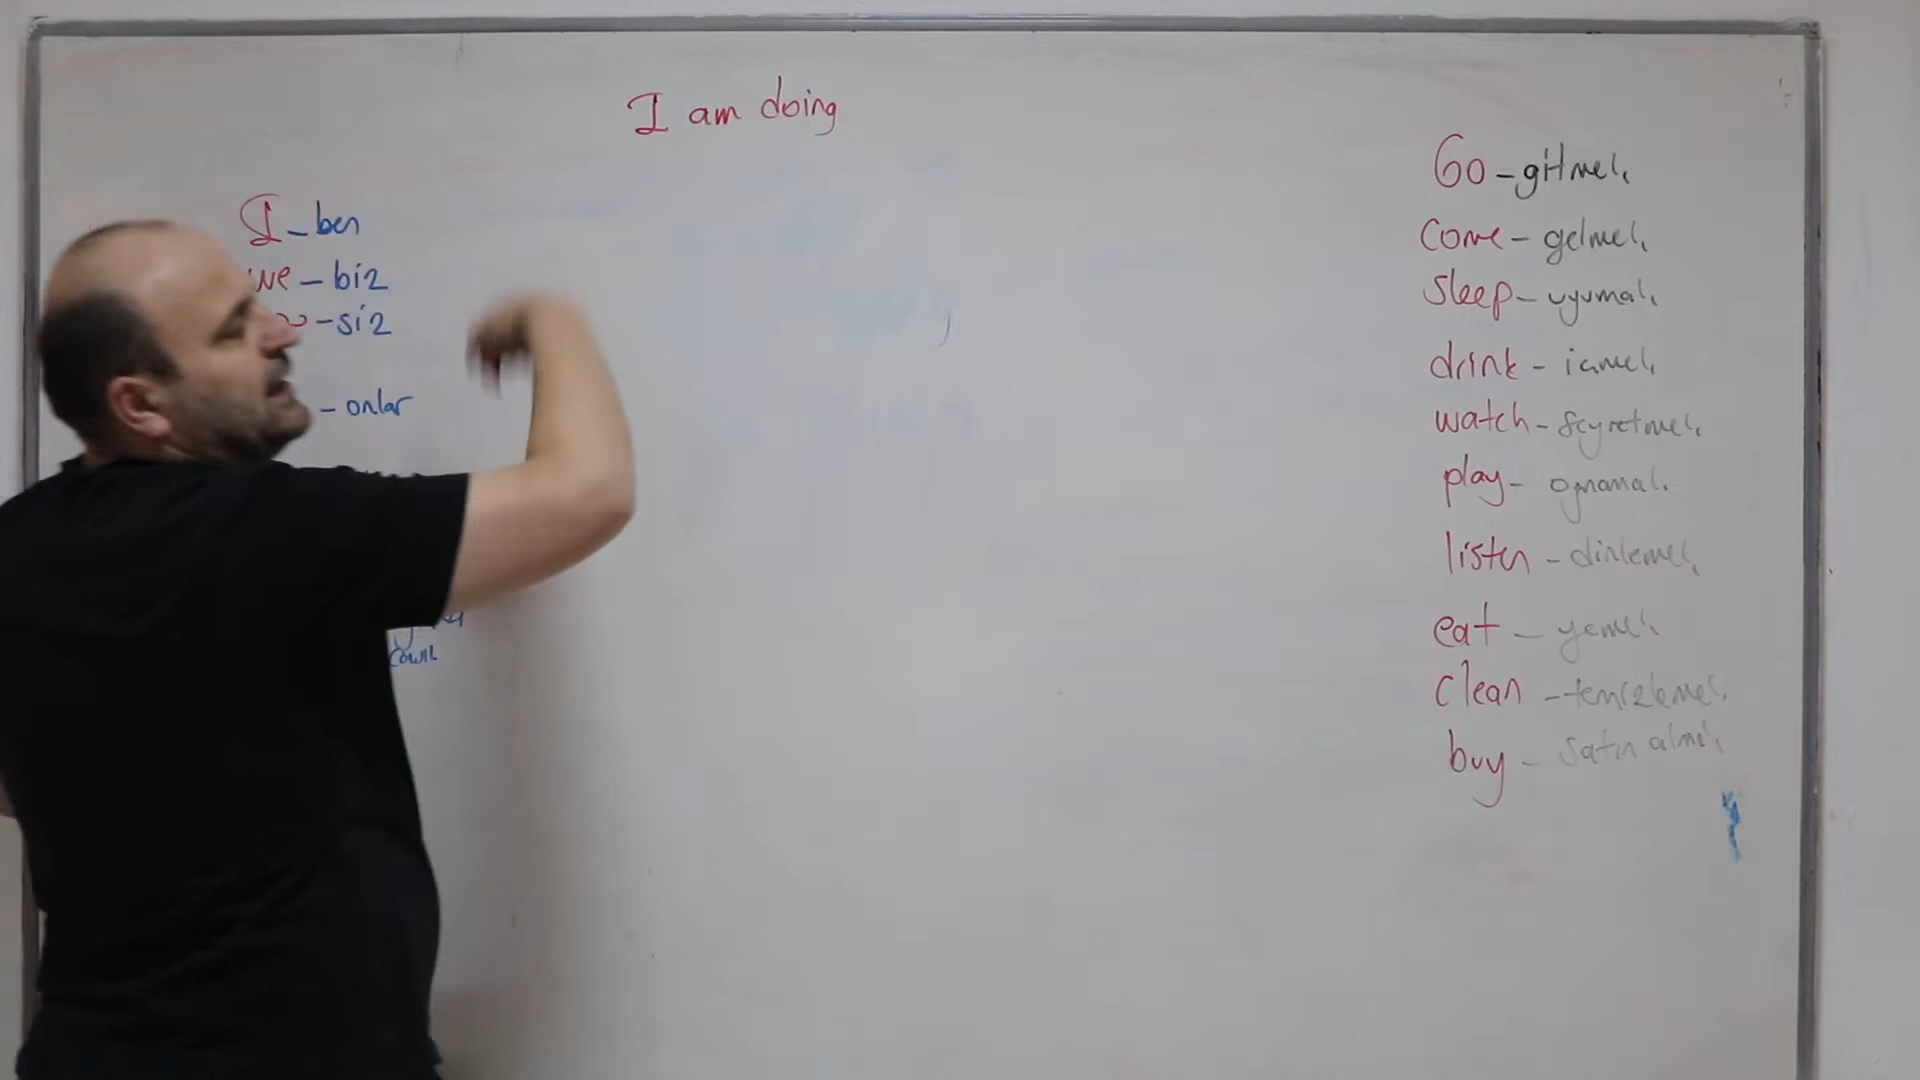 I am doing
I - ben
we - biz
- siz
- onlar
Go - gitmek
Come - gelmek
Sleep - uyumak
drink - içmek
watch - seyretmek
play - oynamak
listen - dinlemek
eat - yemek
clean - temizlemek
buy - satın almak